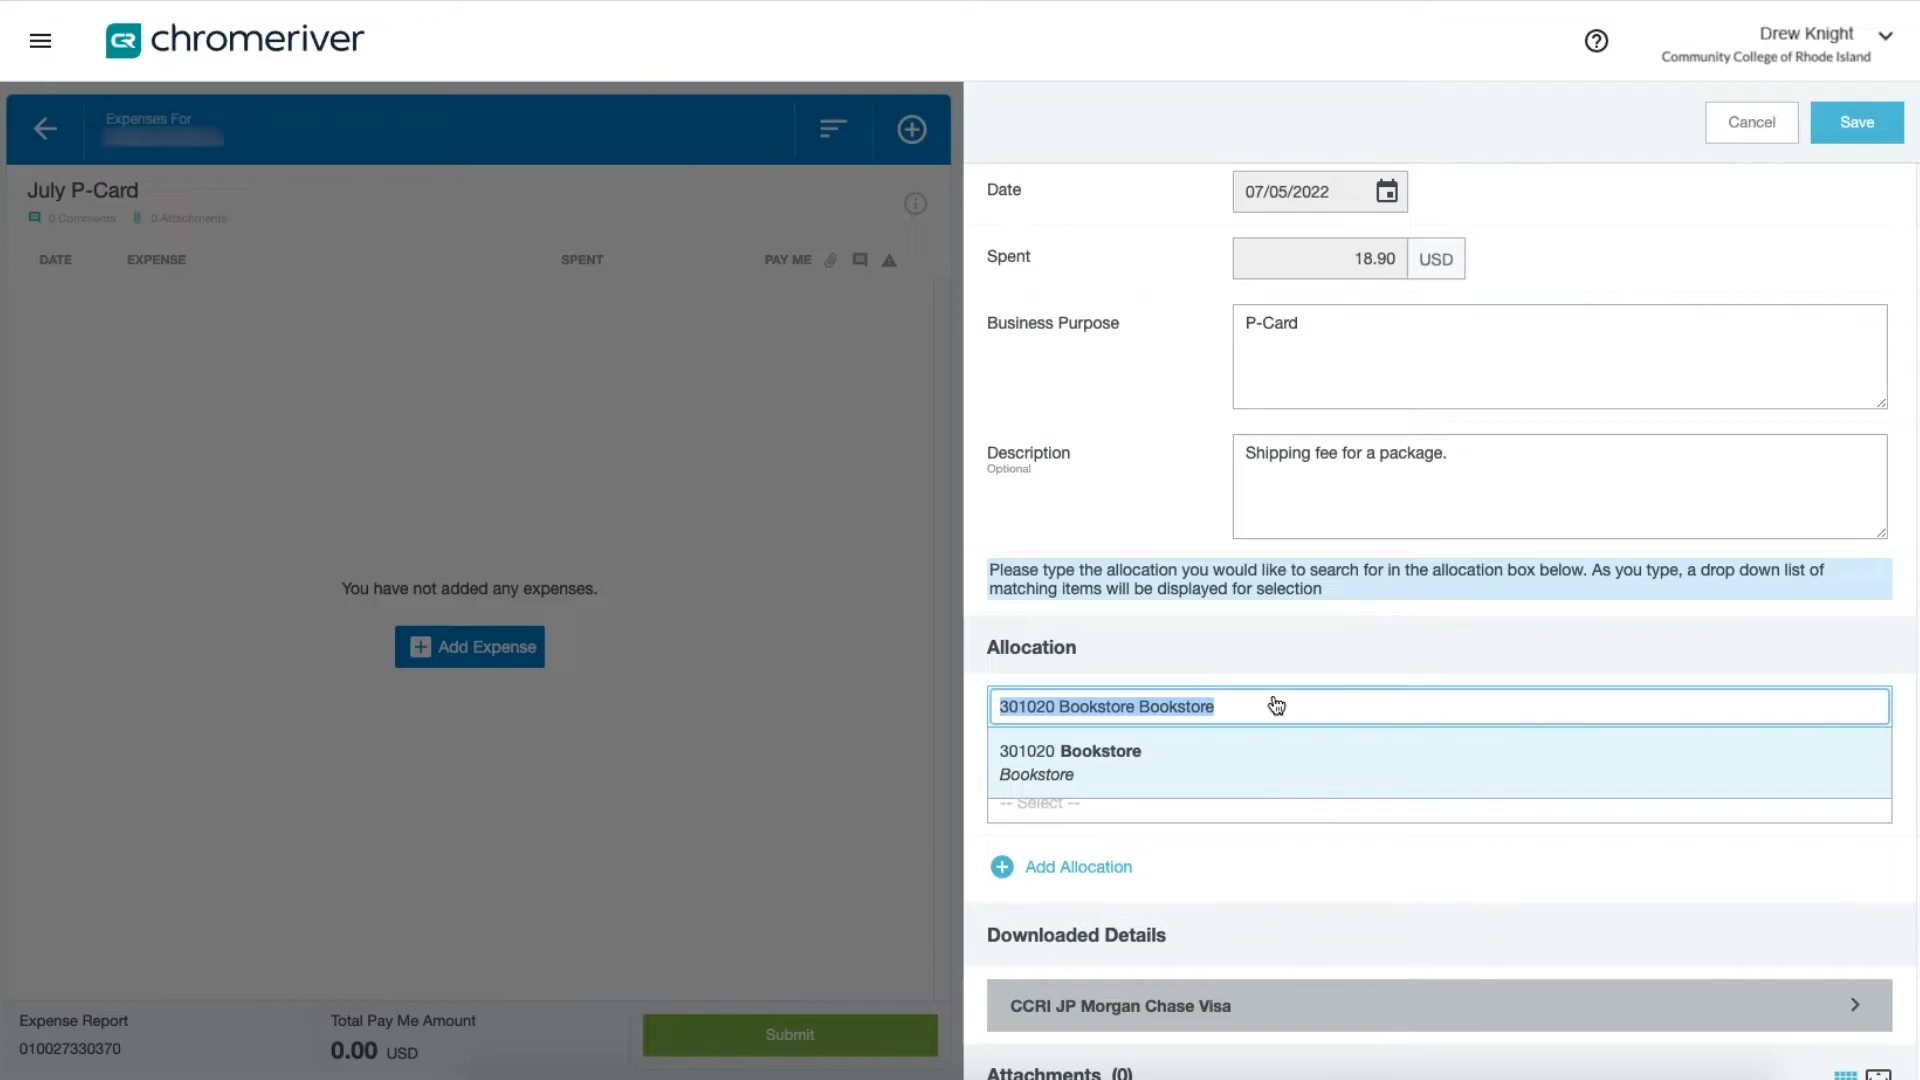 chromeriver
Drew Knight
Community College of Rhode Island
Expenses For
July P-Card
0 Comments 0 Attachments
DATE EXPENSE SPENT PAY ME
You have not added any expenses.
Add Expense
Expense Report
010027330370
Total Pay Me Amount
0.00 USD
Submit
Cancel
Save
Date
07/05/2022
Spent
18.90 USD
Business Purpose
P-Card
Description
Optional
Shipping fee for a package.
Please type the allocation you would like to search for in the allocation box below. As you type, a drop down list of
matching items will be displayed for selection
Allocation
301020 Bookstore Bookstore
301020 Bookstore
Bookstore
-- Select --
Add Allocation
Downloaded Details
CCRI JP Morgan Chase Visa
Attachments (0)